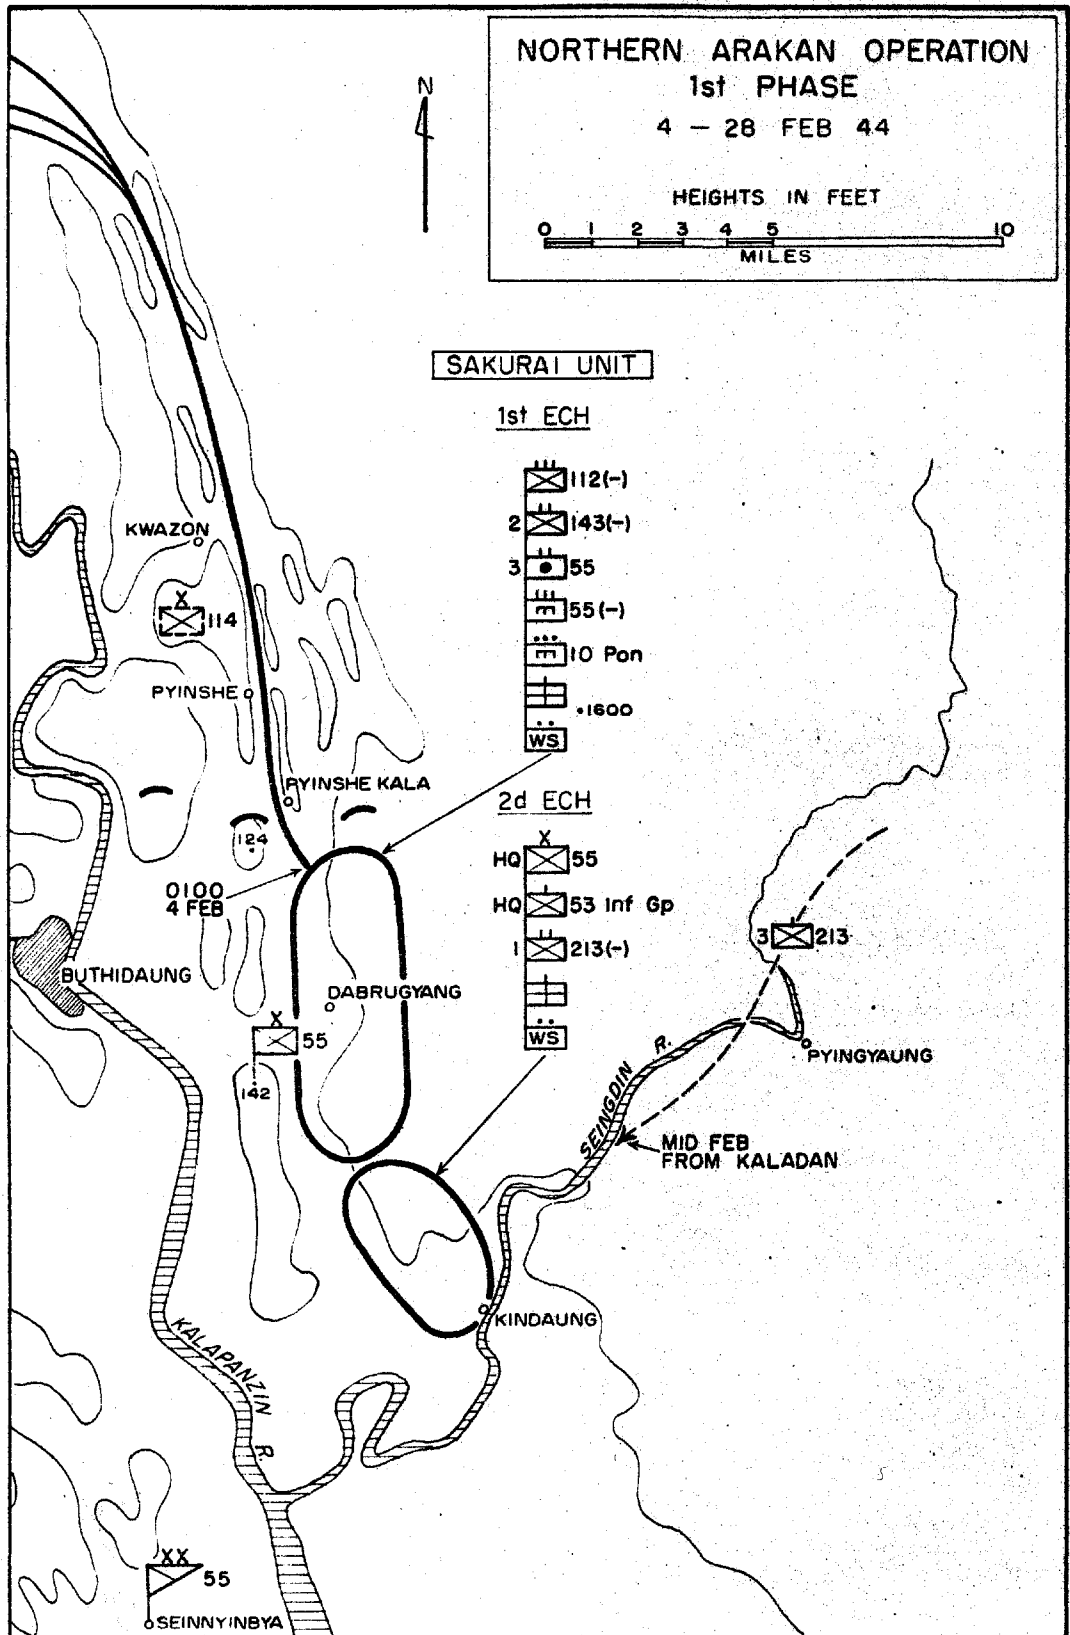 NORTHERN ARAKAN OPERATION
1st PHASE
4 – 28 FEB 44
HEIGHTS IN FEET
0 1 2 3 4 5 10
MILES
N
SAKURAI UNIT
1st ECH
112(-)
2 143(-)
3 55
55(-)
10 Pon
.1600
WS
2d ECH
X
HQ 55
HQ 53 Inf Gp
1 213(-)
WS
KWAZON
X
114
PYINSHE
PYINSHE KALA
124
0100
4 FEB
BUTHIDAUNG
DABRUGYANG
X
55
142
3 213
PYINGYAUNG
SEINGDIN R.
MID FEB
FROM KALADAN
KINDAUNG
KALAPANZIN R.
XX
55
SEINNYINBYA